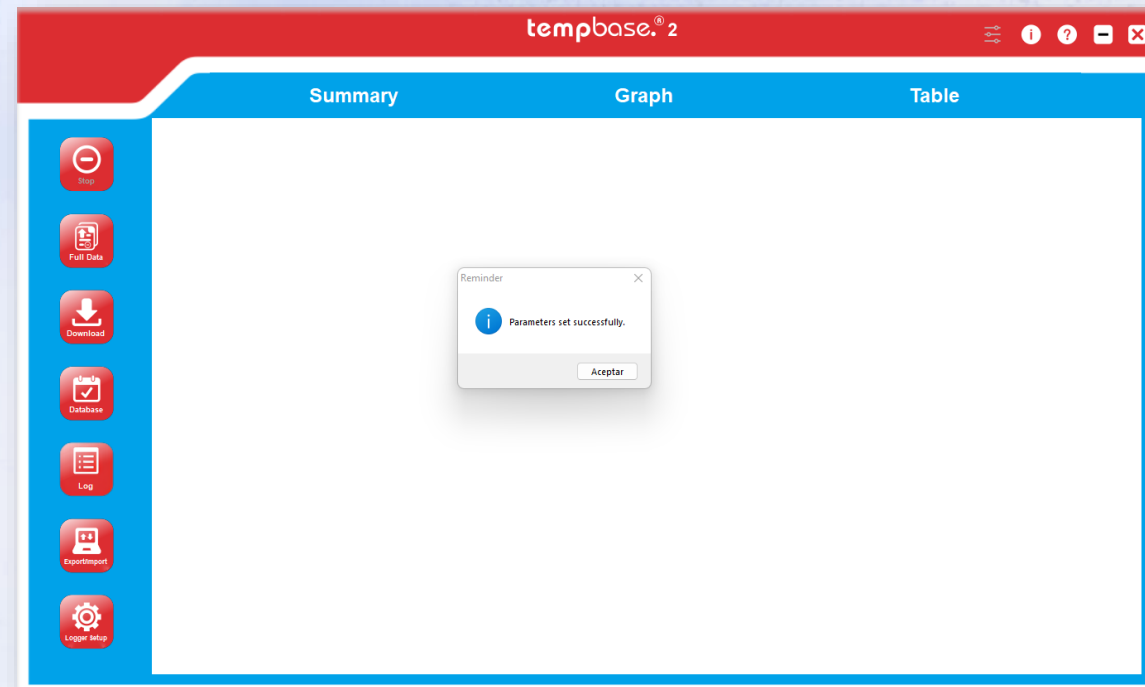 tempbase.® 2
Summary Graph Table
Stop
Full Data
Download
Database
Log
Export/Import
Logger Setup
Reminder
Parameters set successfully.
Aceptar